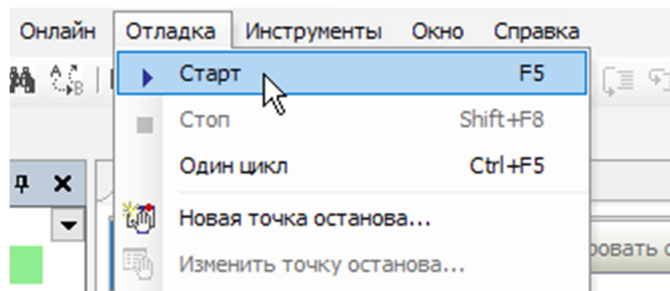 Онлайн Отладка Инструменты Окно Справка
Старт F5
Стоп Shift+F8
Один цикл Ctrl+F5
Новая точка останова...
Изменить точку останова...